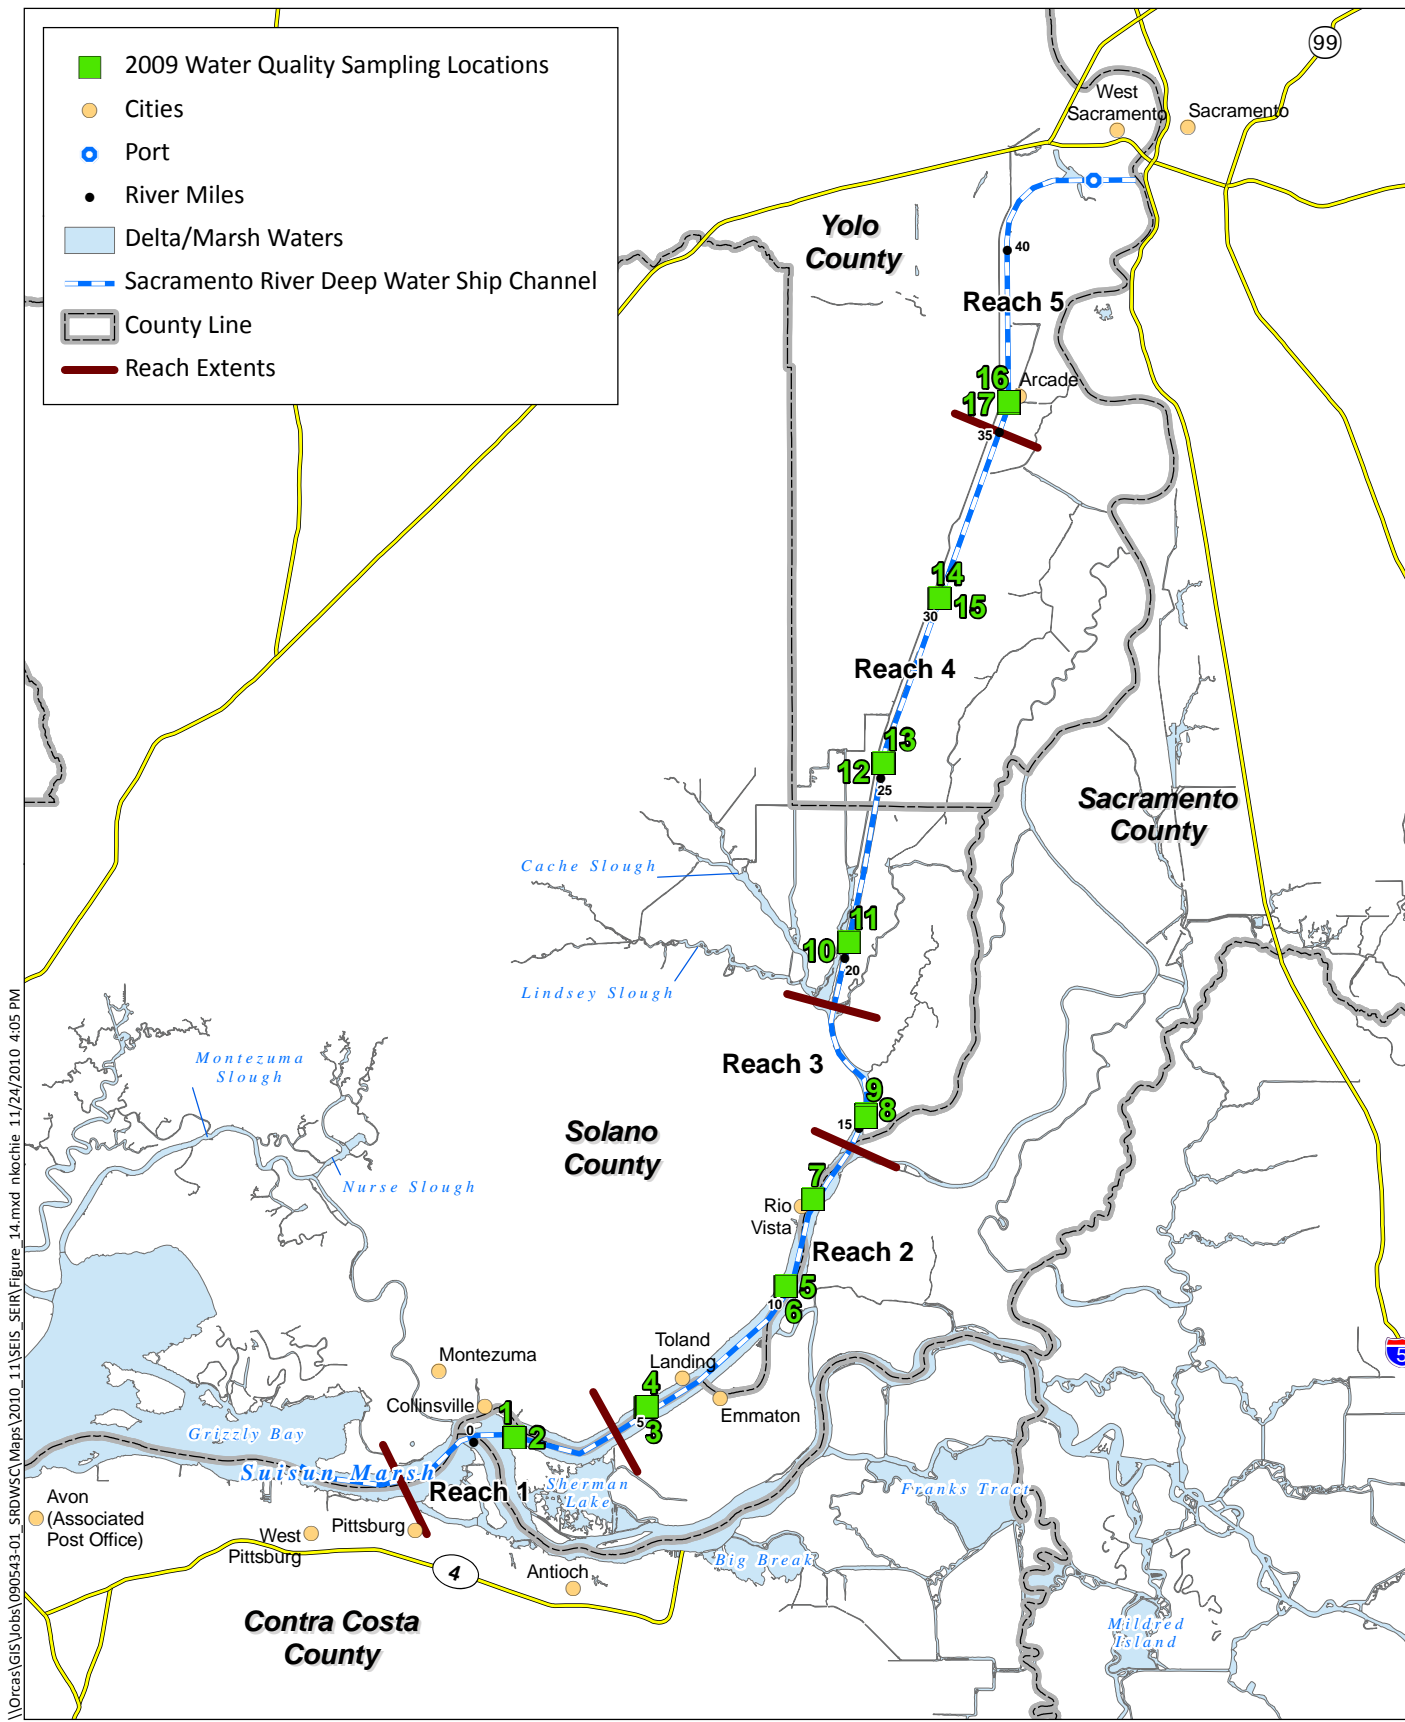 2009 Water Quality Sampling Locations
Cities
Port
River Miles
Delta/Marsh Waters
Sacramento River Deep Water Ship Channel
County Line
Reach Extents
99
West
Sacramento
Sacramento
Yolo
County
40
Reach 5
16
Arcade
17
35
14
15
30
Reach 4
13
12
25
Sacramento
County
Cache Slough
11
10
20
Lindsey Slough
Montezuma
Slough
Reach 3
9
8
15
Solano
County
Nurse Slough
7
Rio
Vista
Reach 2
5
10
6
Toland
Landing
Montezuma
4
5
3
Emmaton
Collinsville
1
0
2
Grizzly Bay
Suisun Marsh
Reach 1
Sherman
Lake
Franks Tract
Avon
(Associated
Post Office)
West
Pittsburg
Pittsburg
Big Break
4
Antioch
Contra Costa
County
Mildred
Island
5
\\Orcas\GIS\Jobs\090543-01_SRDWSC\Maps\2010_11\SEIS_SEIR\Figure_14.mxd nkochie 11/24/2010 4:05 PM